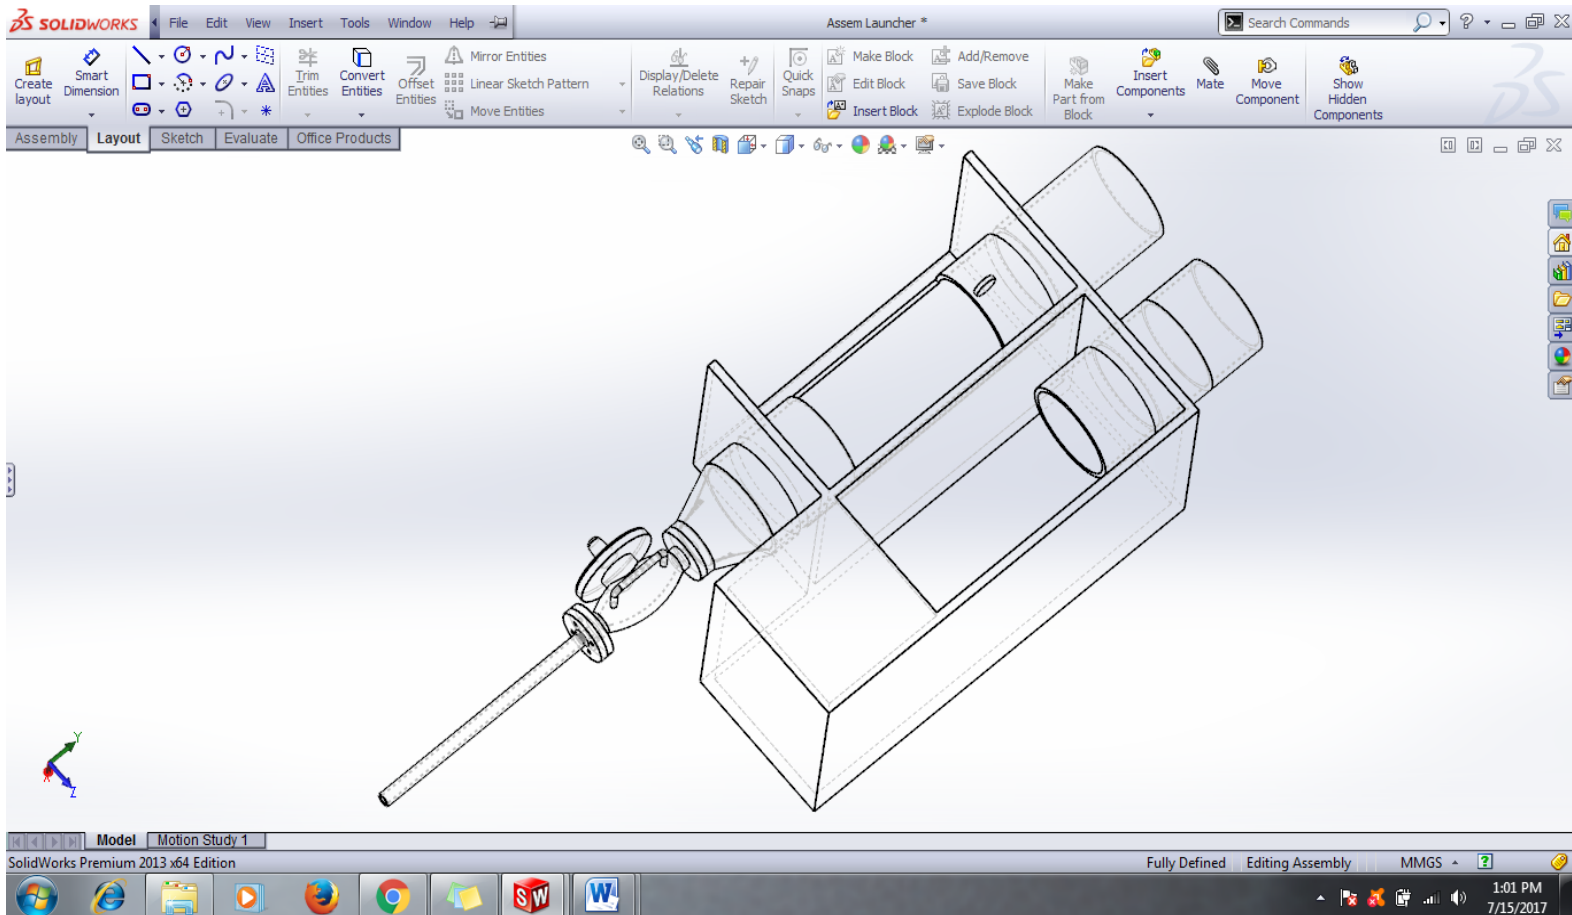 SOLIDWORKS File Edit View Insert Tools Window Help Assem Launcher * Search Commands ?
Create layout
Smart Dimension
Trim Entities
Convert Entities
Offset Entities
Mirror Entities
Linear Sketch Pattern
Move Entities
Display/Delete Relations
Repair Sketch
Quick Snaps
Make Block
Edit Block
Insert Block
Add/Remove
Save Block
Explode Block
Make Part from Block
Insert Components
Mate
Move Component
Show Hidden Components
Assembly Layout Sketch Evaluate Office Products
Y
X
Z
Model Motion Study 1
SolidWorks Premium 2013 x64 Edition Fully Defined Editing Assembly MMGS ?
SW W
1:01 PM
7/15/2017